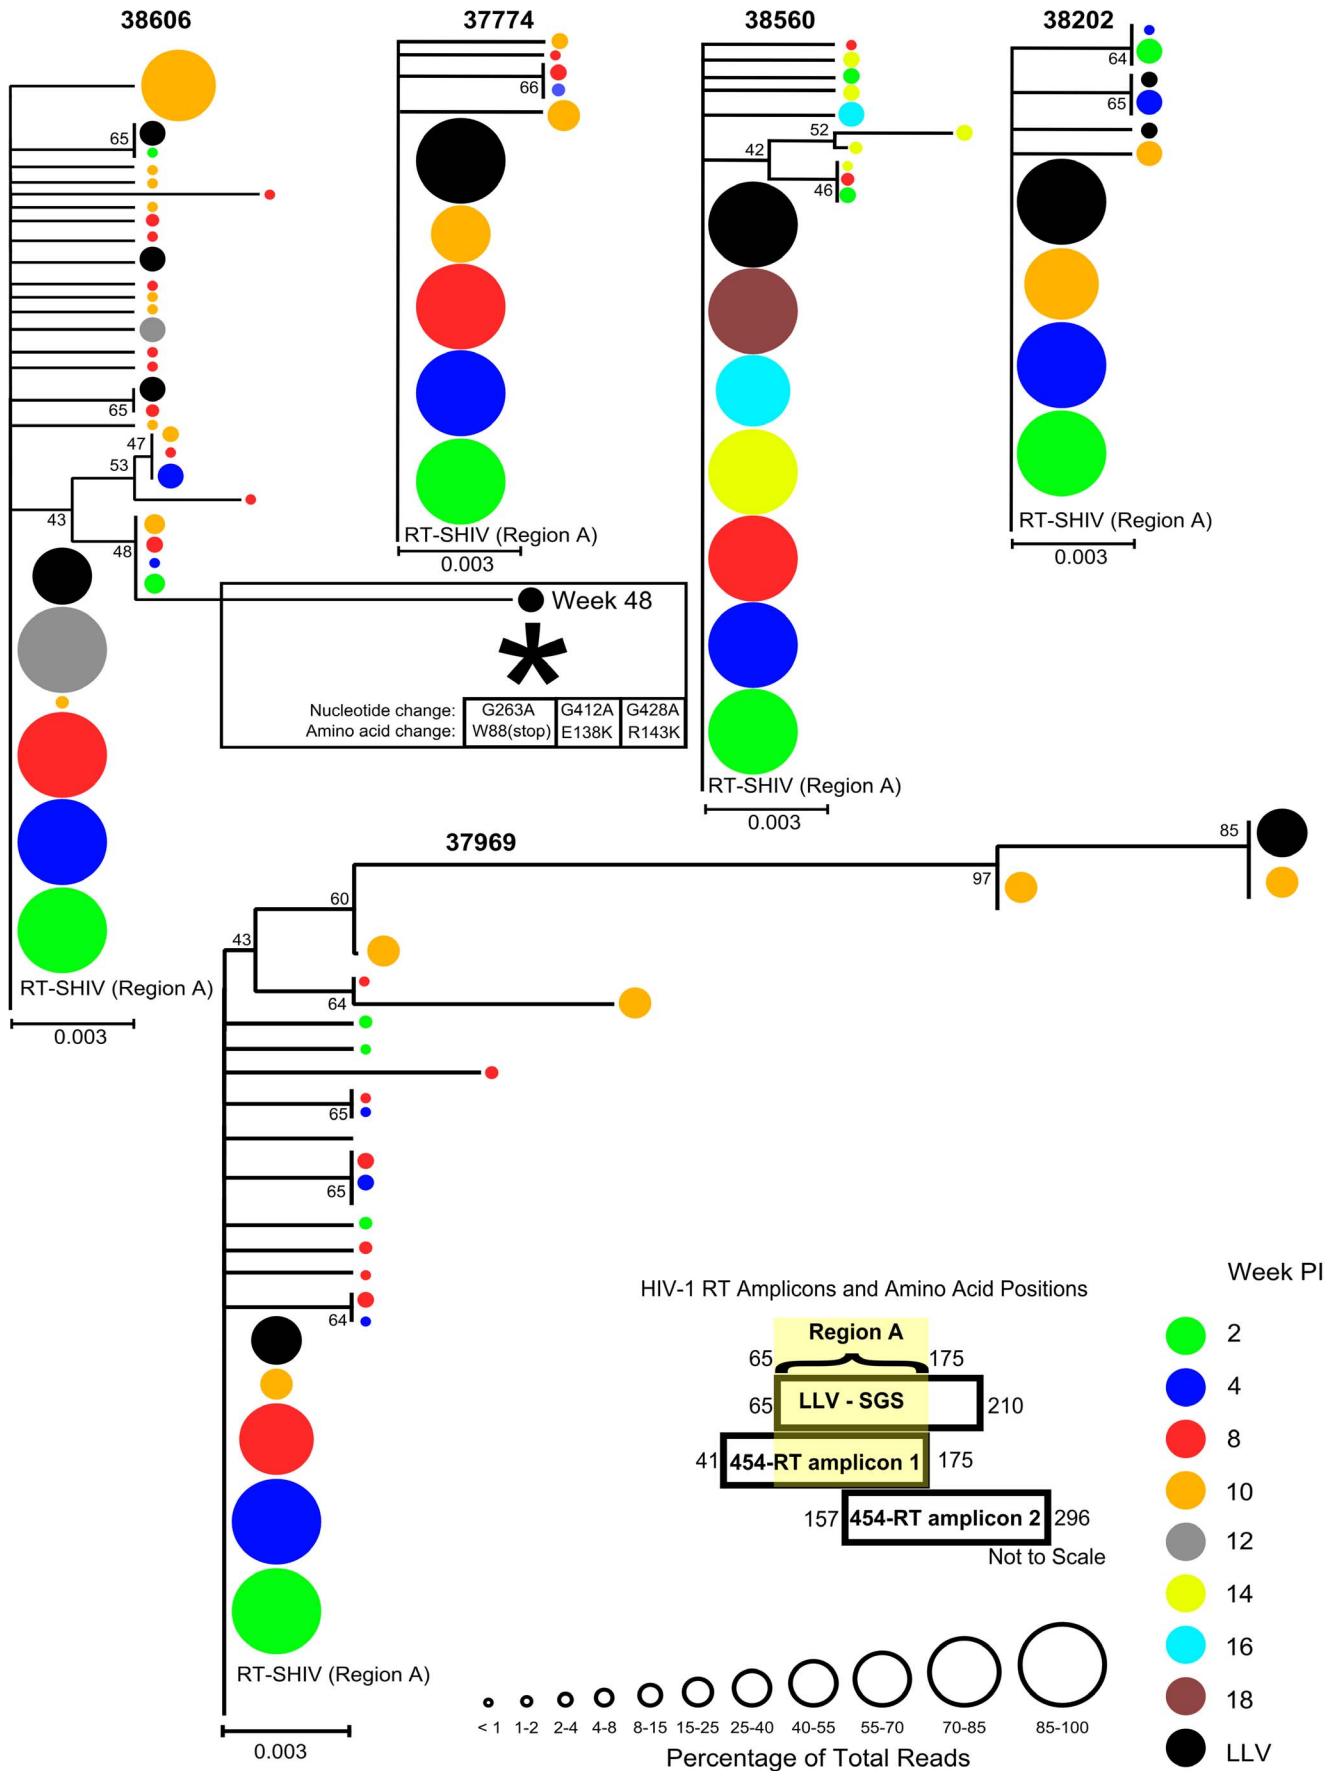 38606
37774
38560
38202
65
65
47
53
43
48
66
52
42
46
64
65
RT-SHIV (Region A)
0.003
RT-SHIV (Region A)
0.003
RT-SHIV (Region A)
0.003
RT-SHIV (Region A)
0.003
Week 48
*
Nucleotide change: G263A G412A G428A
Amino acid change: W88(stop) E138K R143K
37969
85
97
60
43
64
65
65
64
RT-SHIV (Region A)
0.003
HIV-1 RT Amplicons and Amino Acid Positions
Region A
65 175
65 LLV - SGS 210
41 454-RT amplicon 1 175
157 454-RT amplicon 2 296
Not to Scale
Week PI
2
4
8
10
12
14
16
18
LLV
< 1 1-2 2-4 4-8 8-15 15-25 25-40 40-55 55-70 70-85 85-100
Percentage of Total Reads